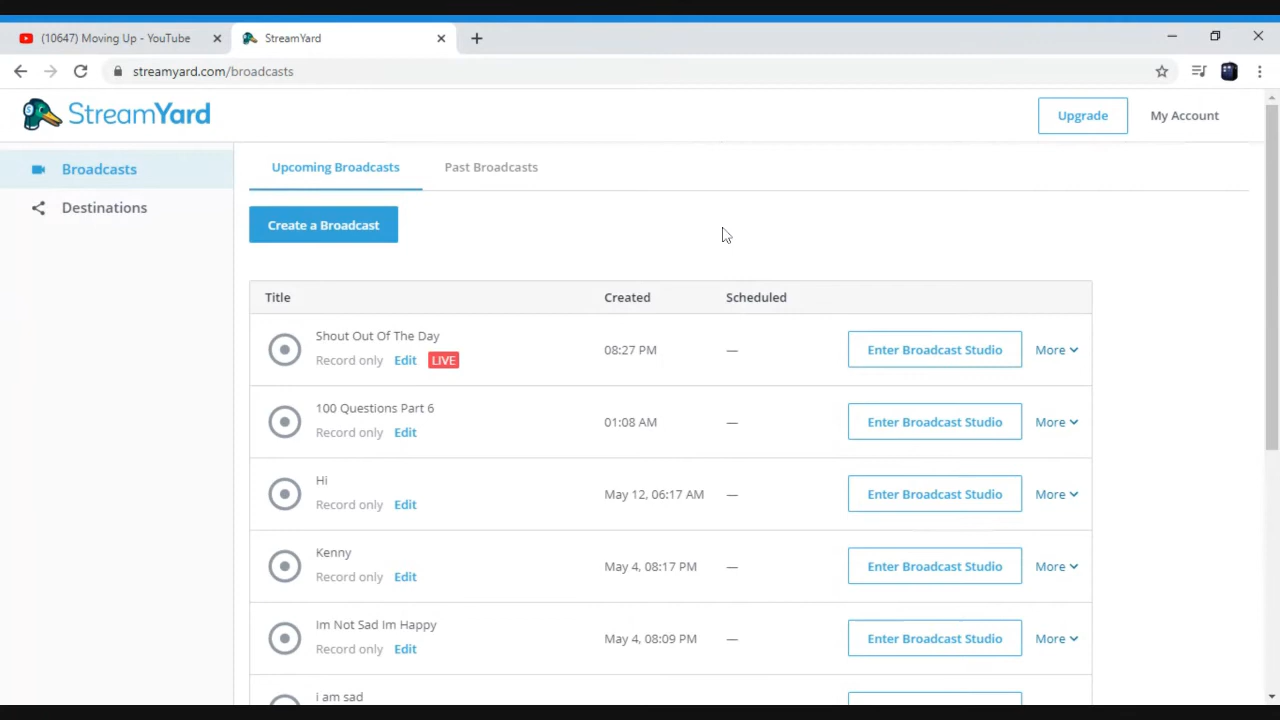 (10647) Moving Up - YouTube
StreamYard
streamyard.com/broadcasts
StreamYard
Upgrade
My Account
Broadcasts
Destinations
Upcoming Broadcasts
Past Broadcasts
Create a Broadcast
Title Created Scheduled
Shout Out Of The Day
Record only Edit LIVE
08:27 PM — Enter Broadcast Studio More
100 Questions Part 6
Record only Edit
01:08 AM — Enter Broadcast Studio More
Hi
Record only Edit
May 12, 06:17 AM — Enter Broadcast Studio More
Kenny
Record only Edit
May 4, 08:17 PM — Enter Broadcast Studio More
Im Not Sad Im Happy
Record only Edit
May 4, 08:09 PM — Enter Broadcast Studio More
i am sad